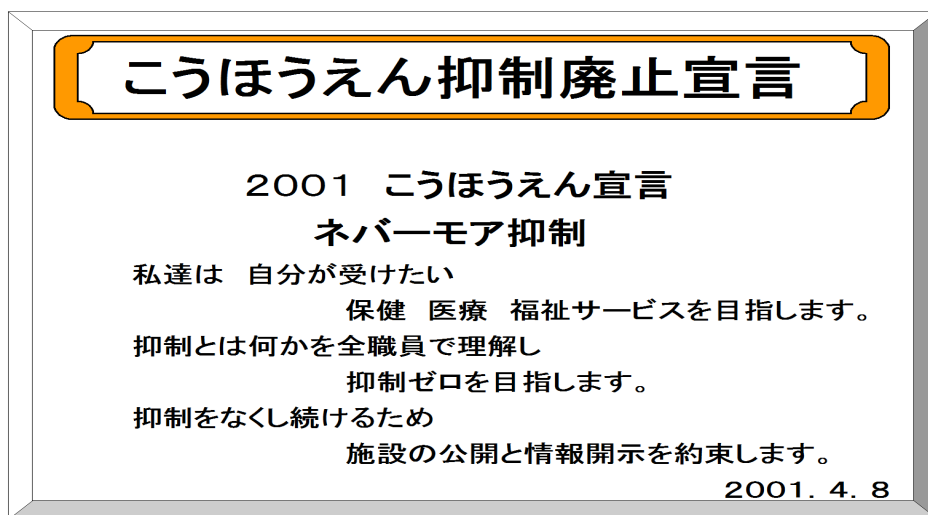 こうほうえん抑制廃止宣言
2001　こうほうえん宣言
ネバーモア抑制
私達は　自分が受けたい
保健　医療　福祉サービスを目指します。
抑制とは何かを全職員で理解し
抑制ゼロを目指します。
抑制をなくし続けるため
施設の公開と情報開示を約束します。
2001．4．8